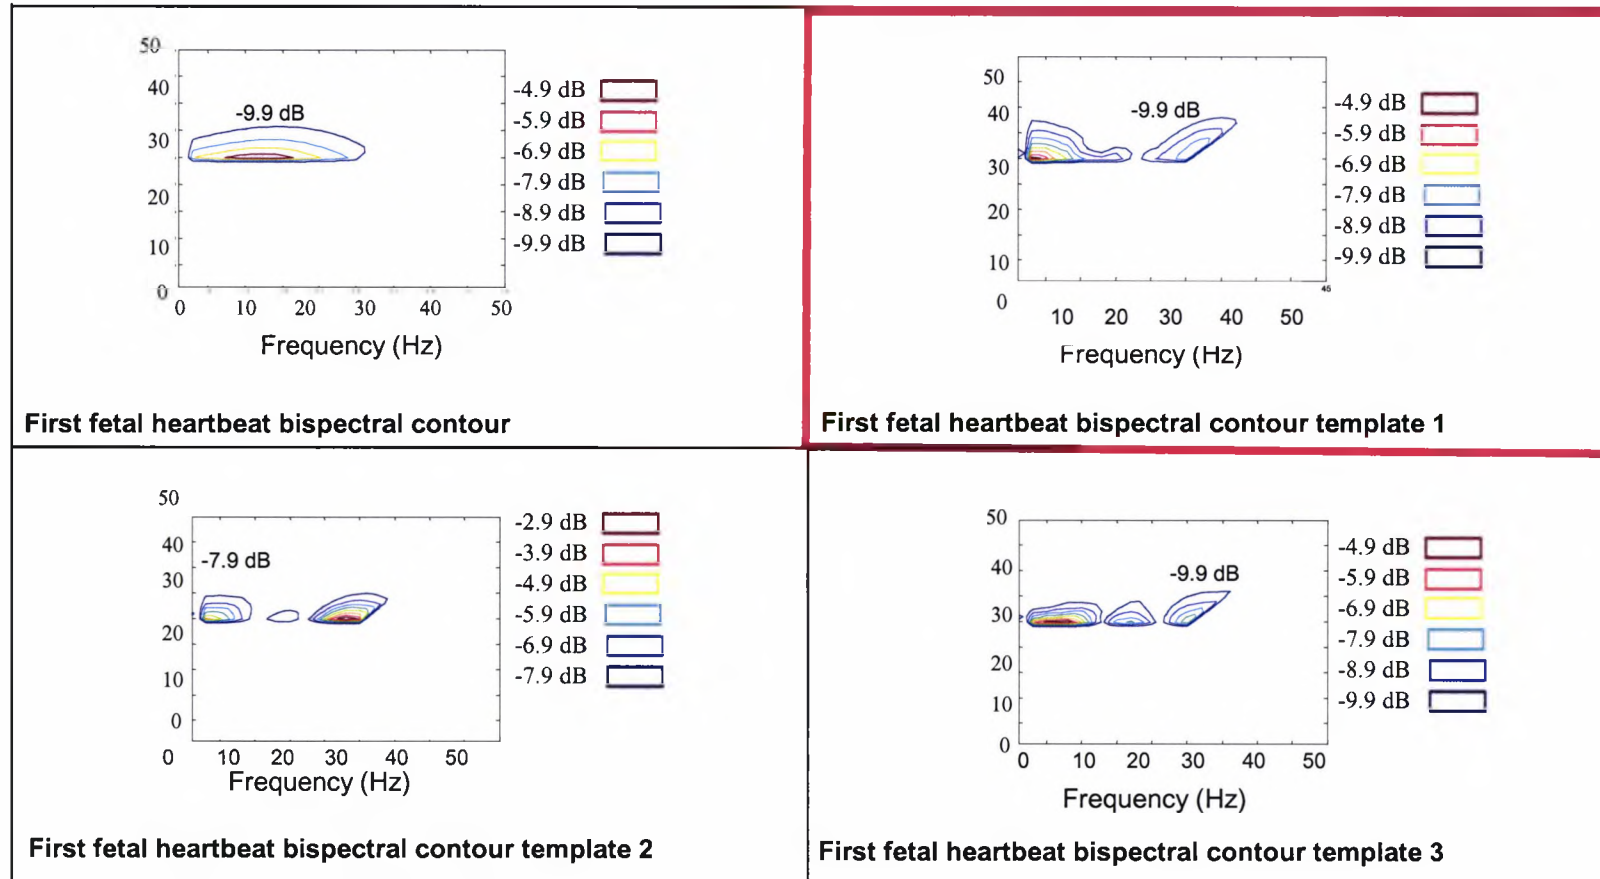 50
40
30
20
10
0
0 10 20 30 40 50
-9.9 dB
Frequency (Hz)
-4.9 dB
-5.9 dB
-6.9 dB
-7.9 dB
-8.9 dB
-9.9 dB
First fetal heartbeat bispectral contour
50
40
30
20
10
0
10 20 30 40 50
45
-9.9 dB
Frequency (Hz)
-4.9 dB
-5.9 dB
-6.9 dB
-7.9 dB
-8.9 dB
-9.9 dB
First fetal heartbeat bispectral contour template 1
50
40
30
20
10
0
0 10 20 30 40 50
-7.9 dB
Frequency (Hz)
-2.9 dB
-3.9 dB
-4.9 dB
-5.9 dB
-6.9 dB
-7.9 dB
First fetal heartbeat bispectral contour template 2
50
40
30
20
10
0
0 10 20 30 40 50
-9.9 dB
Frequency (Hz)
-4.9 dB
-5.9 dB
-6.9 dB
-7.9 dB
-8.9 dB
-9.9 dB
First fetal heartbeat bispectral contour template 3